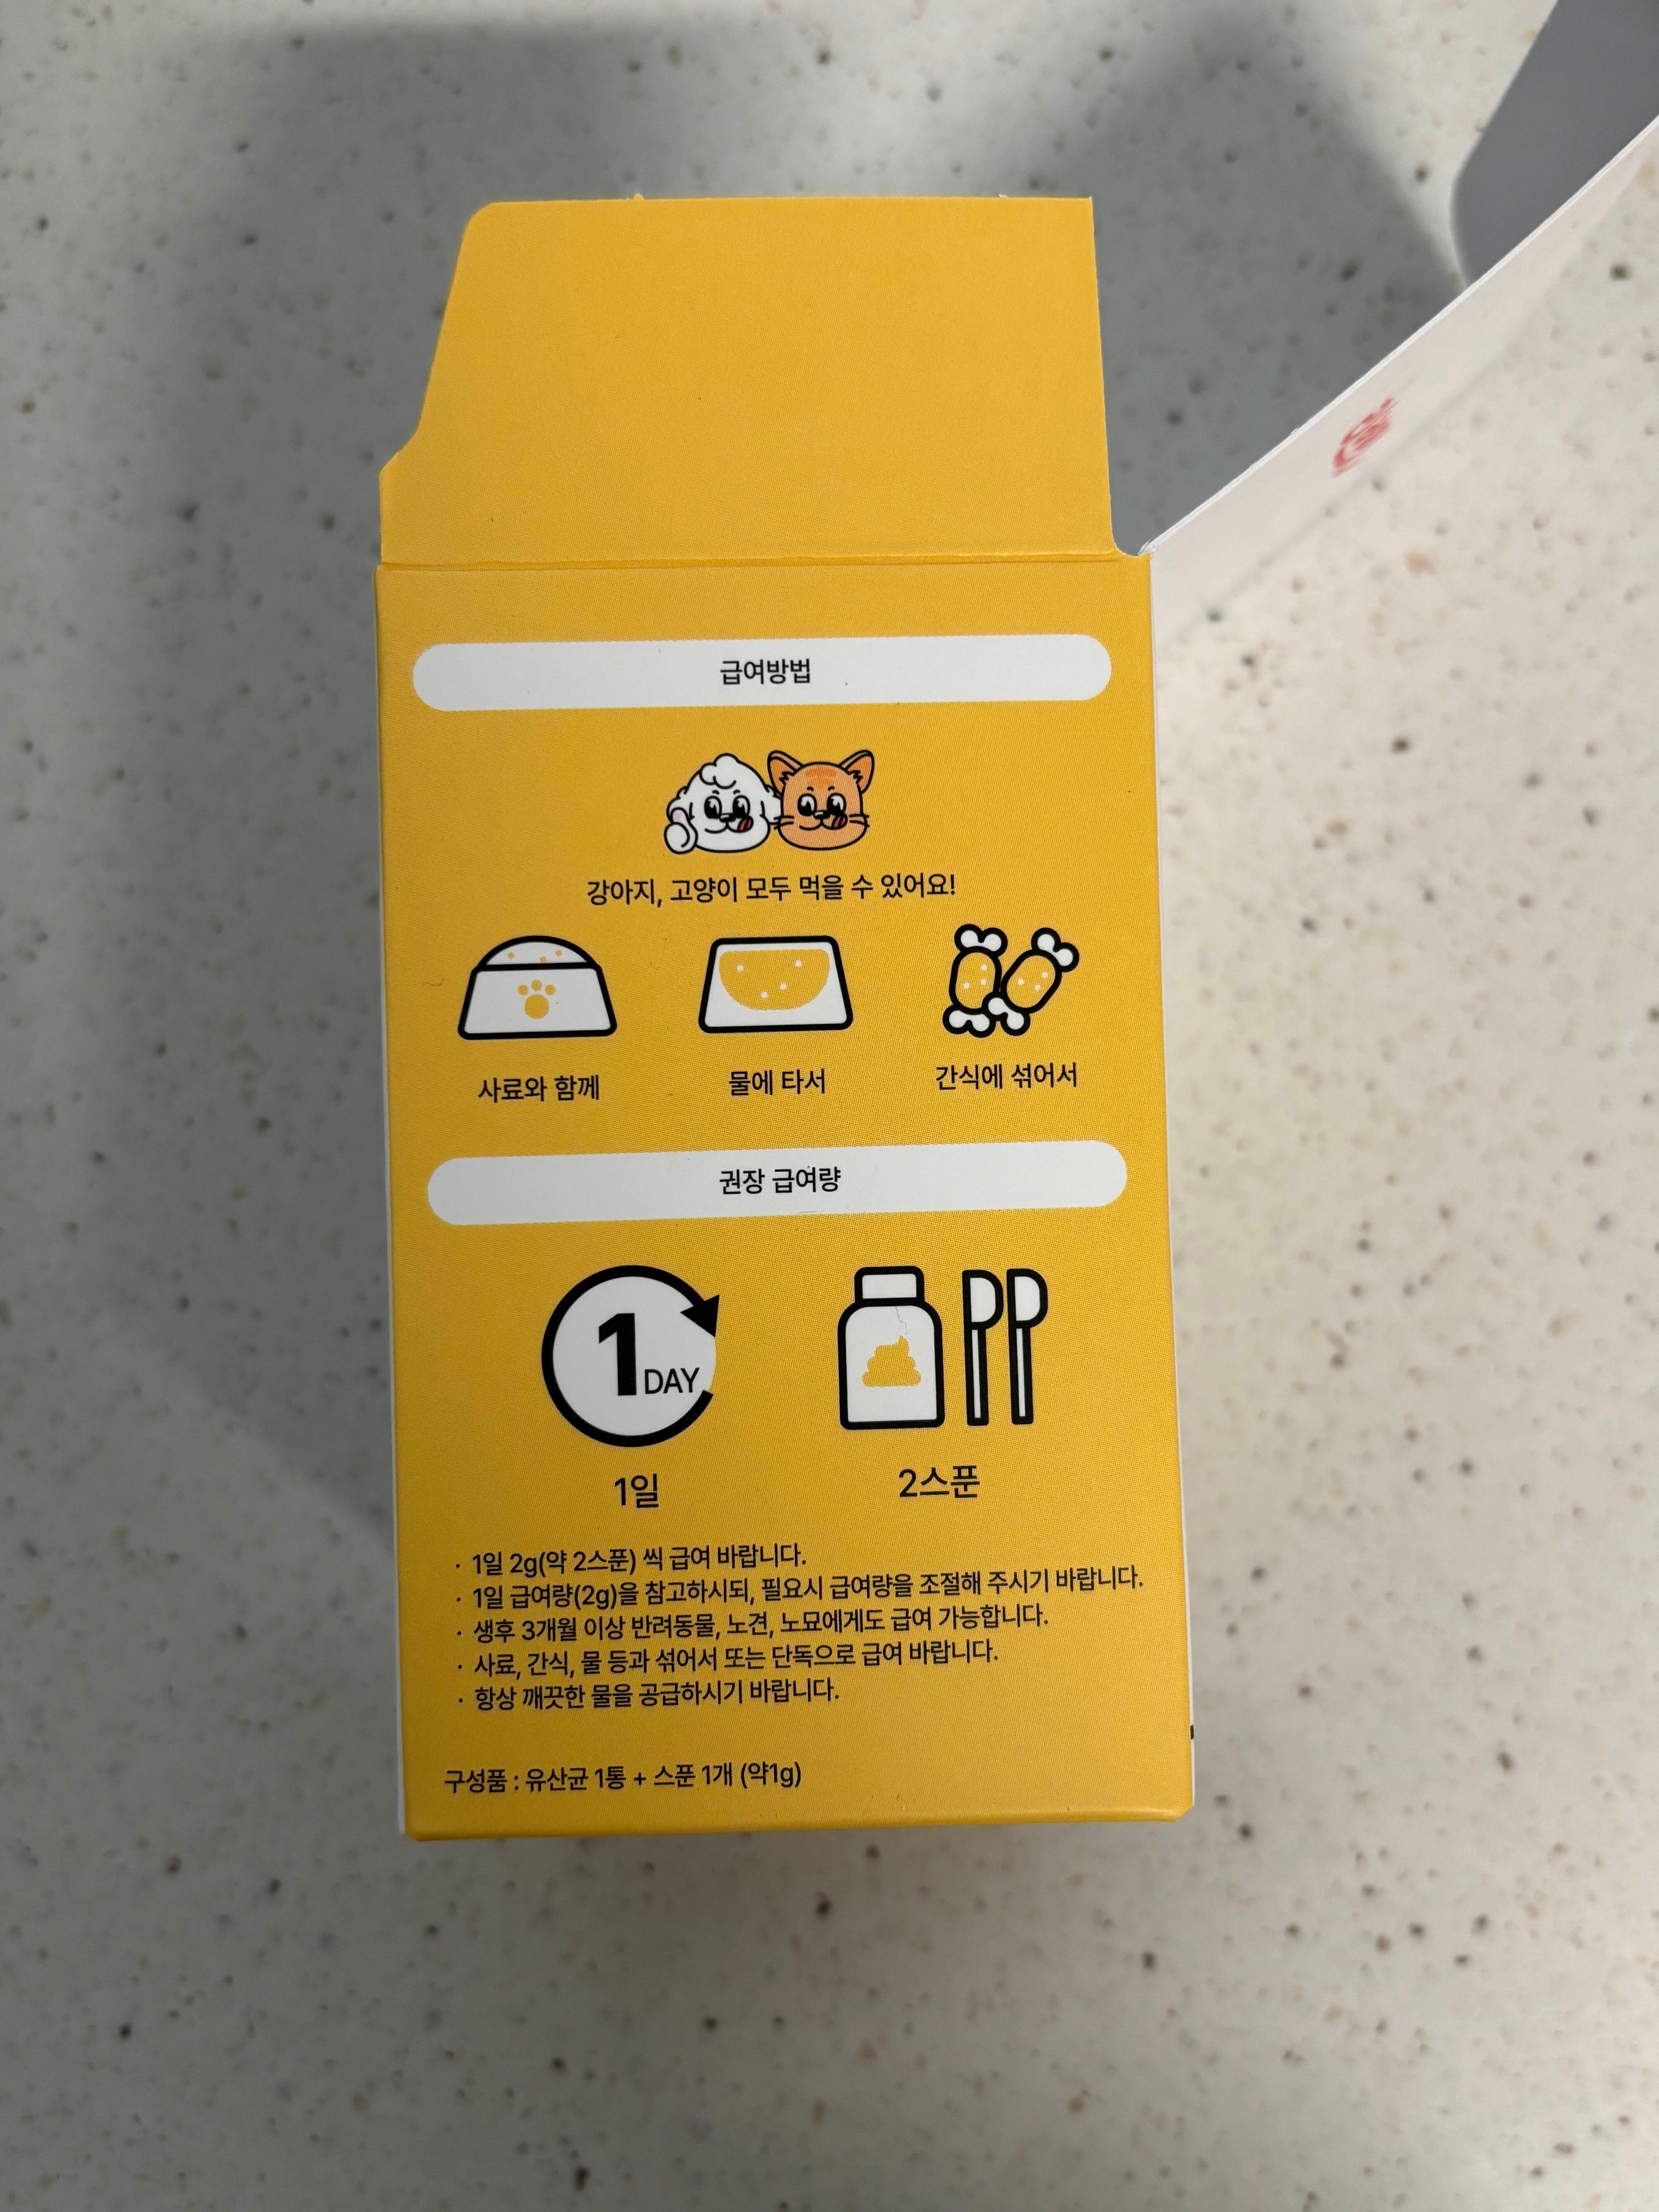 급여방법
강아지, 고양이 모두 먹을 수 있어요!
사료와 함께
물에 타서
간식에 섞어서
권장 급여량
1 DAY
1일
2스푼
· 1일 2g(약 2스푼) 씩 급여 바랍니다.
· 1일 급여량(2g)을 참고하시되, 필요시 급여량을 조절해 주시기 바랍니다.
· 생후 3개월 이상 반려동물, 노견, 노묘에게도 급여 가능합니다.
· 사료, 간식, 물 등과 섞어서 또는 단독으로 급여 바랍니다.
· 항상 깨끗한 물을 공급하시기 바랍니다.
구성품 : 유산균 1통 + 스푼 1개 (약1g)